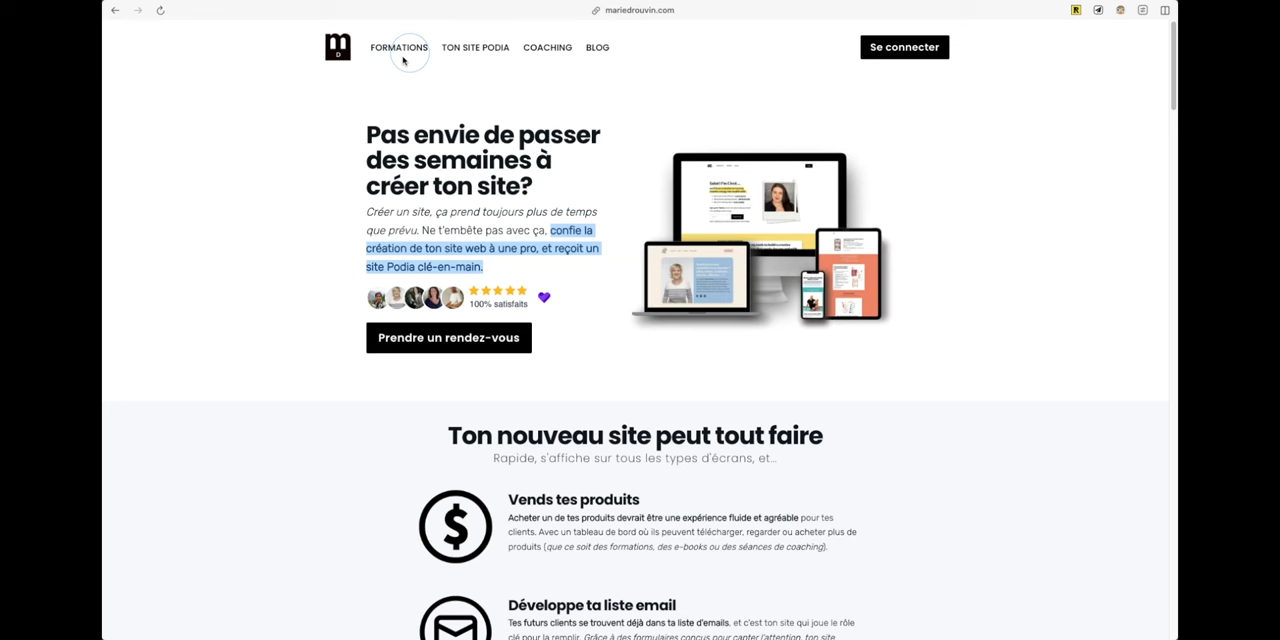 mariedrouvin.com
m
D
FORMATIONS TON SITE PODIA COACHING BLOG
Se connecter
Pas envie de passer
des semaines à
créer ton site?
Créer un site, ça prend toujours plus de temps
que prévu. Ne t'embête pas avec ça, confie la
création de ton site web à une pro, et reçoit un
site Podia clé-en-main.
100% satisfaits
Prendre un rendez-vous
Ton nouveau site peut tout faire
Rapide, s'affiche sur tous les types d'écrans, et...
Vends tes produits
Acheter un de tes produits devrait être une expérience fluide et agréable pour tes
clients. Avec un tableau de bord où ils peuvent télécharger, regarder ou acheter plus de
produits (que ce soit des formations, des e-books ou des séances de coaching).
Développe ta liste email
Tes futurs clients se trouvent déjà dans ta liste d'emails, et c'est ton site qui joue le rôle
clé pour la remplir. Grâce à des formulaires conçus pour capter l'attention, ton site